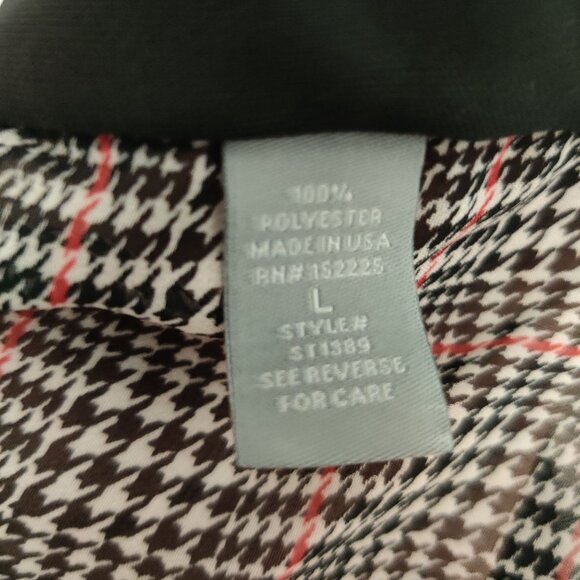 100%
POLYESTER
MADE IN USA
RN# 152225
L
STYLE#
ST1389
SEE REVERSE
FOR CARE